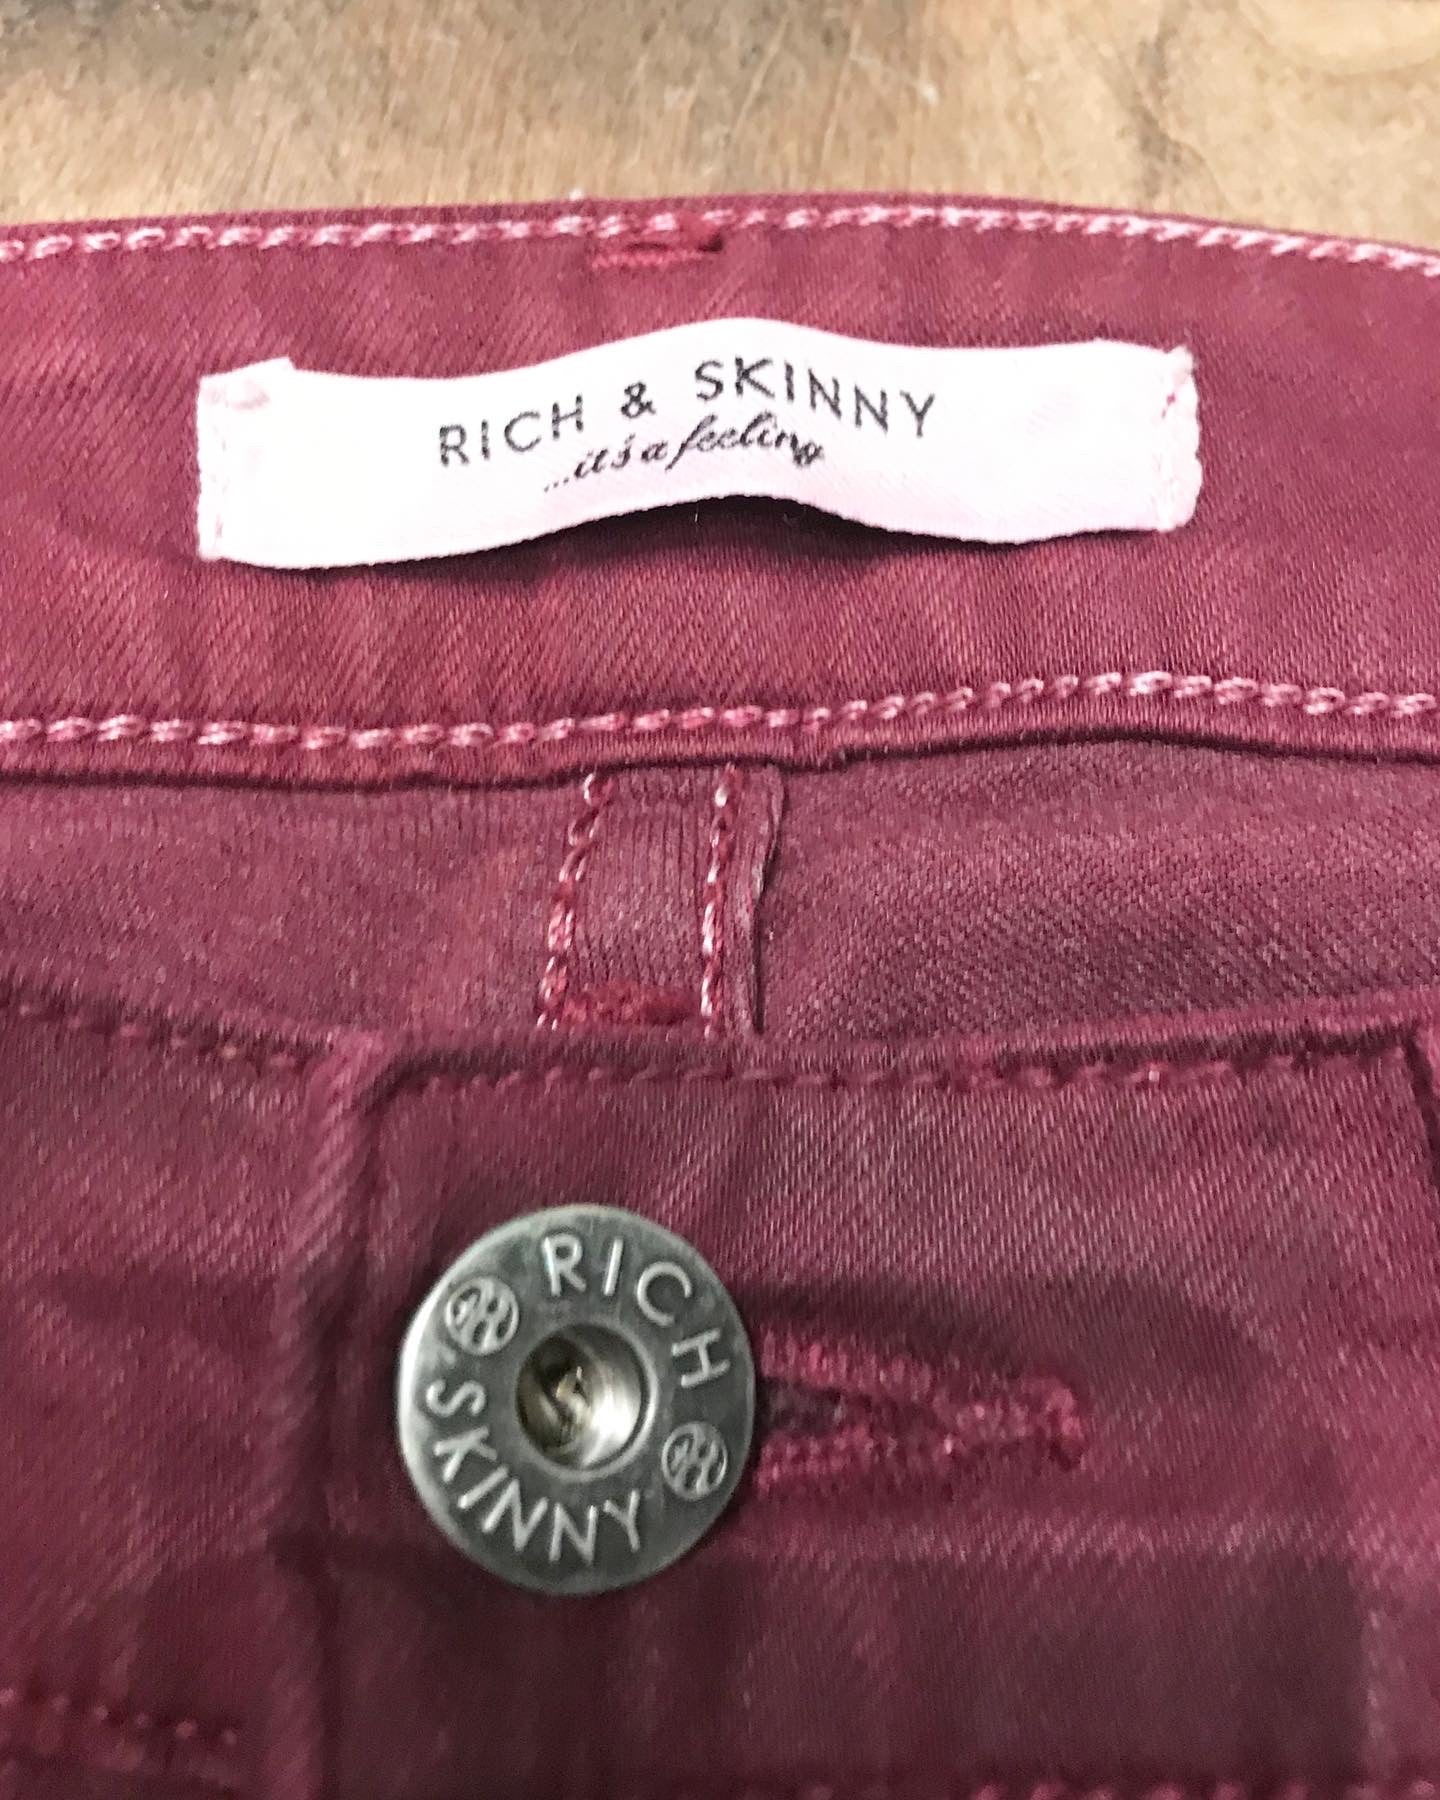 RICH & SKINNY
...it's a feeling
RICH
SKINNY